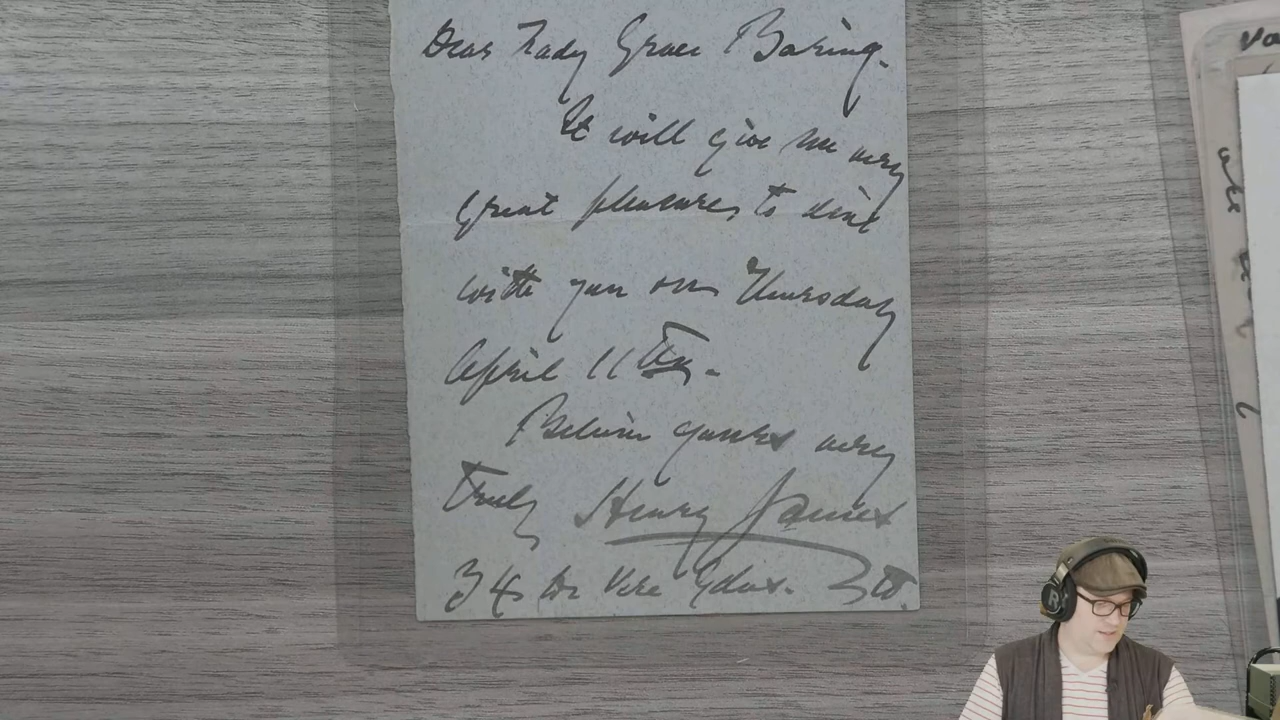 Dear Lady Grace Baring.
It will give me very
great pleasure, to dine
with you on Thursday
April 11th.
Believe yours very
truly Henry James
34 De Vere Gdns.